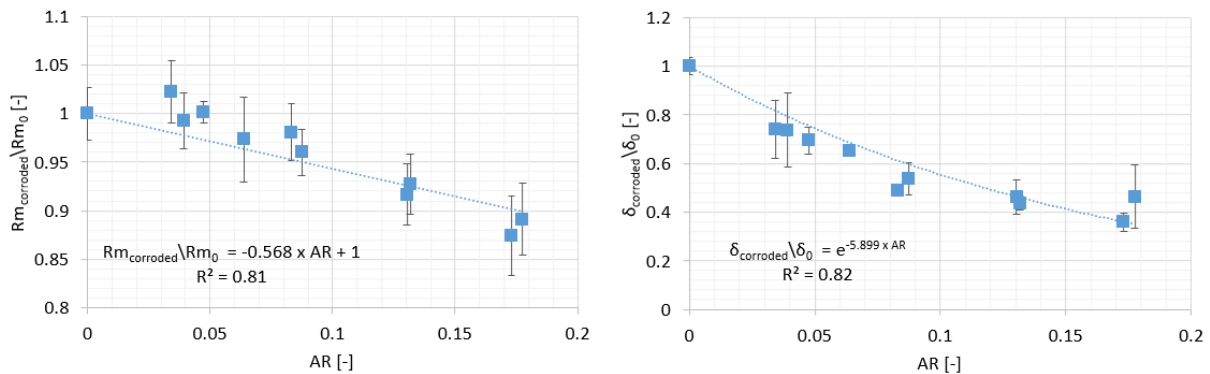 1.1
1.05
1
0.95
0.9
0.85
0.8
Rm_corroded\Rm_0 [-]
Rm_corroded\Rm_0 = -0.568 x AR + 1
R² = 0.81
0 0.05 0.1 0.15 0.2
AR [-]
1.2
1
0.8
0.6
0.4
0.2
0
δ_corroded\δ_0 [-]
δ_corroded\δ_0 = e^-5.899 x AR
R² = 0.82
0 0.05 0.1 0.15 0.2
AR [-]